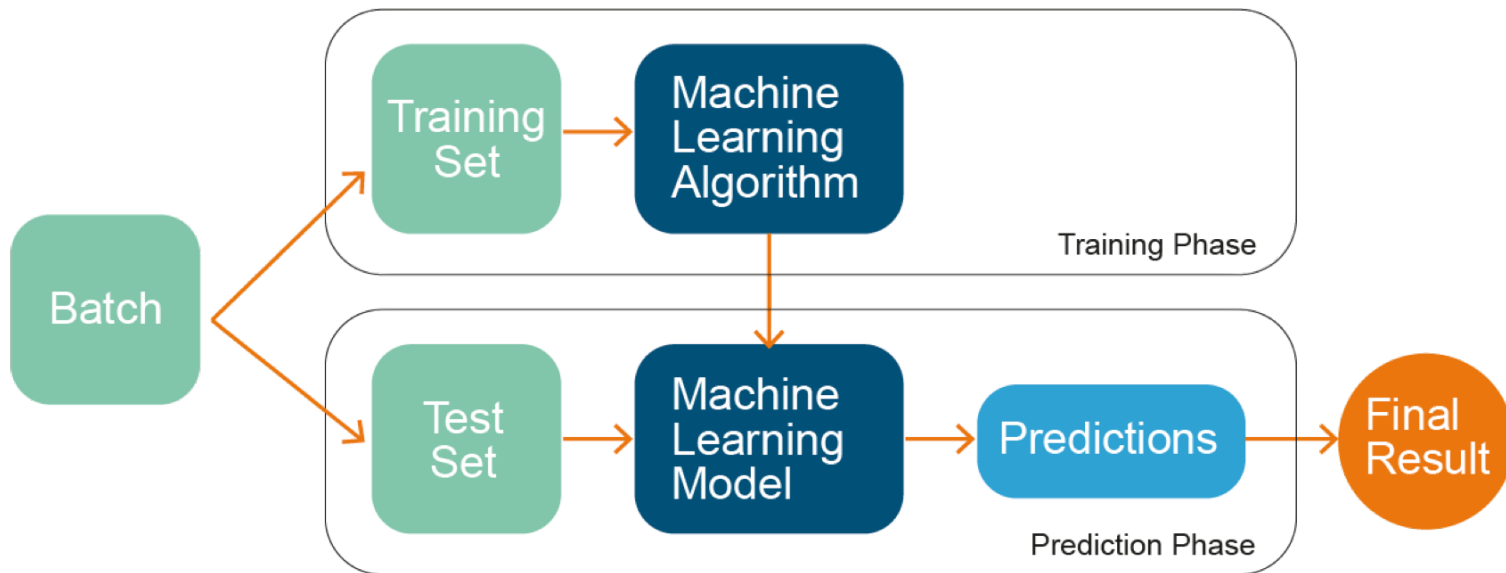 Training
Set
Machine
Learning
Algorithm
Training Phase
Batch
Test
Set
Machine
Learning
Model
Predictions
Final
Result
Prediction Phase